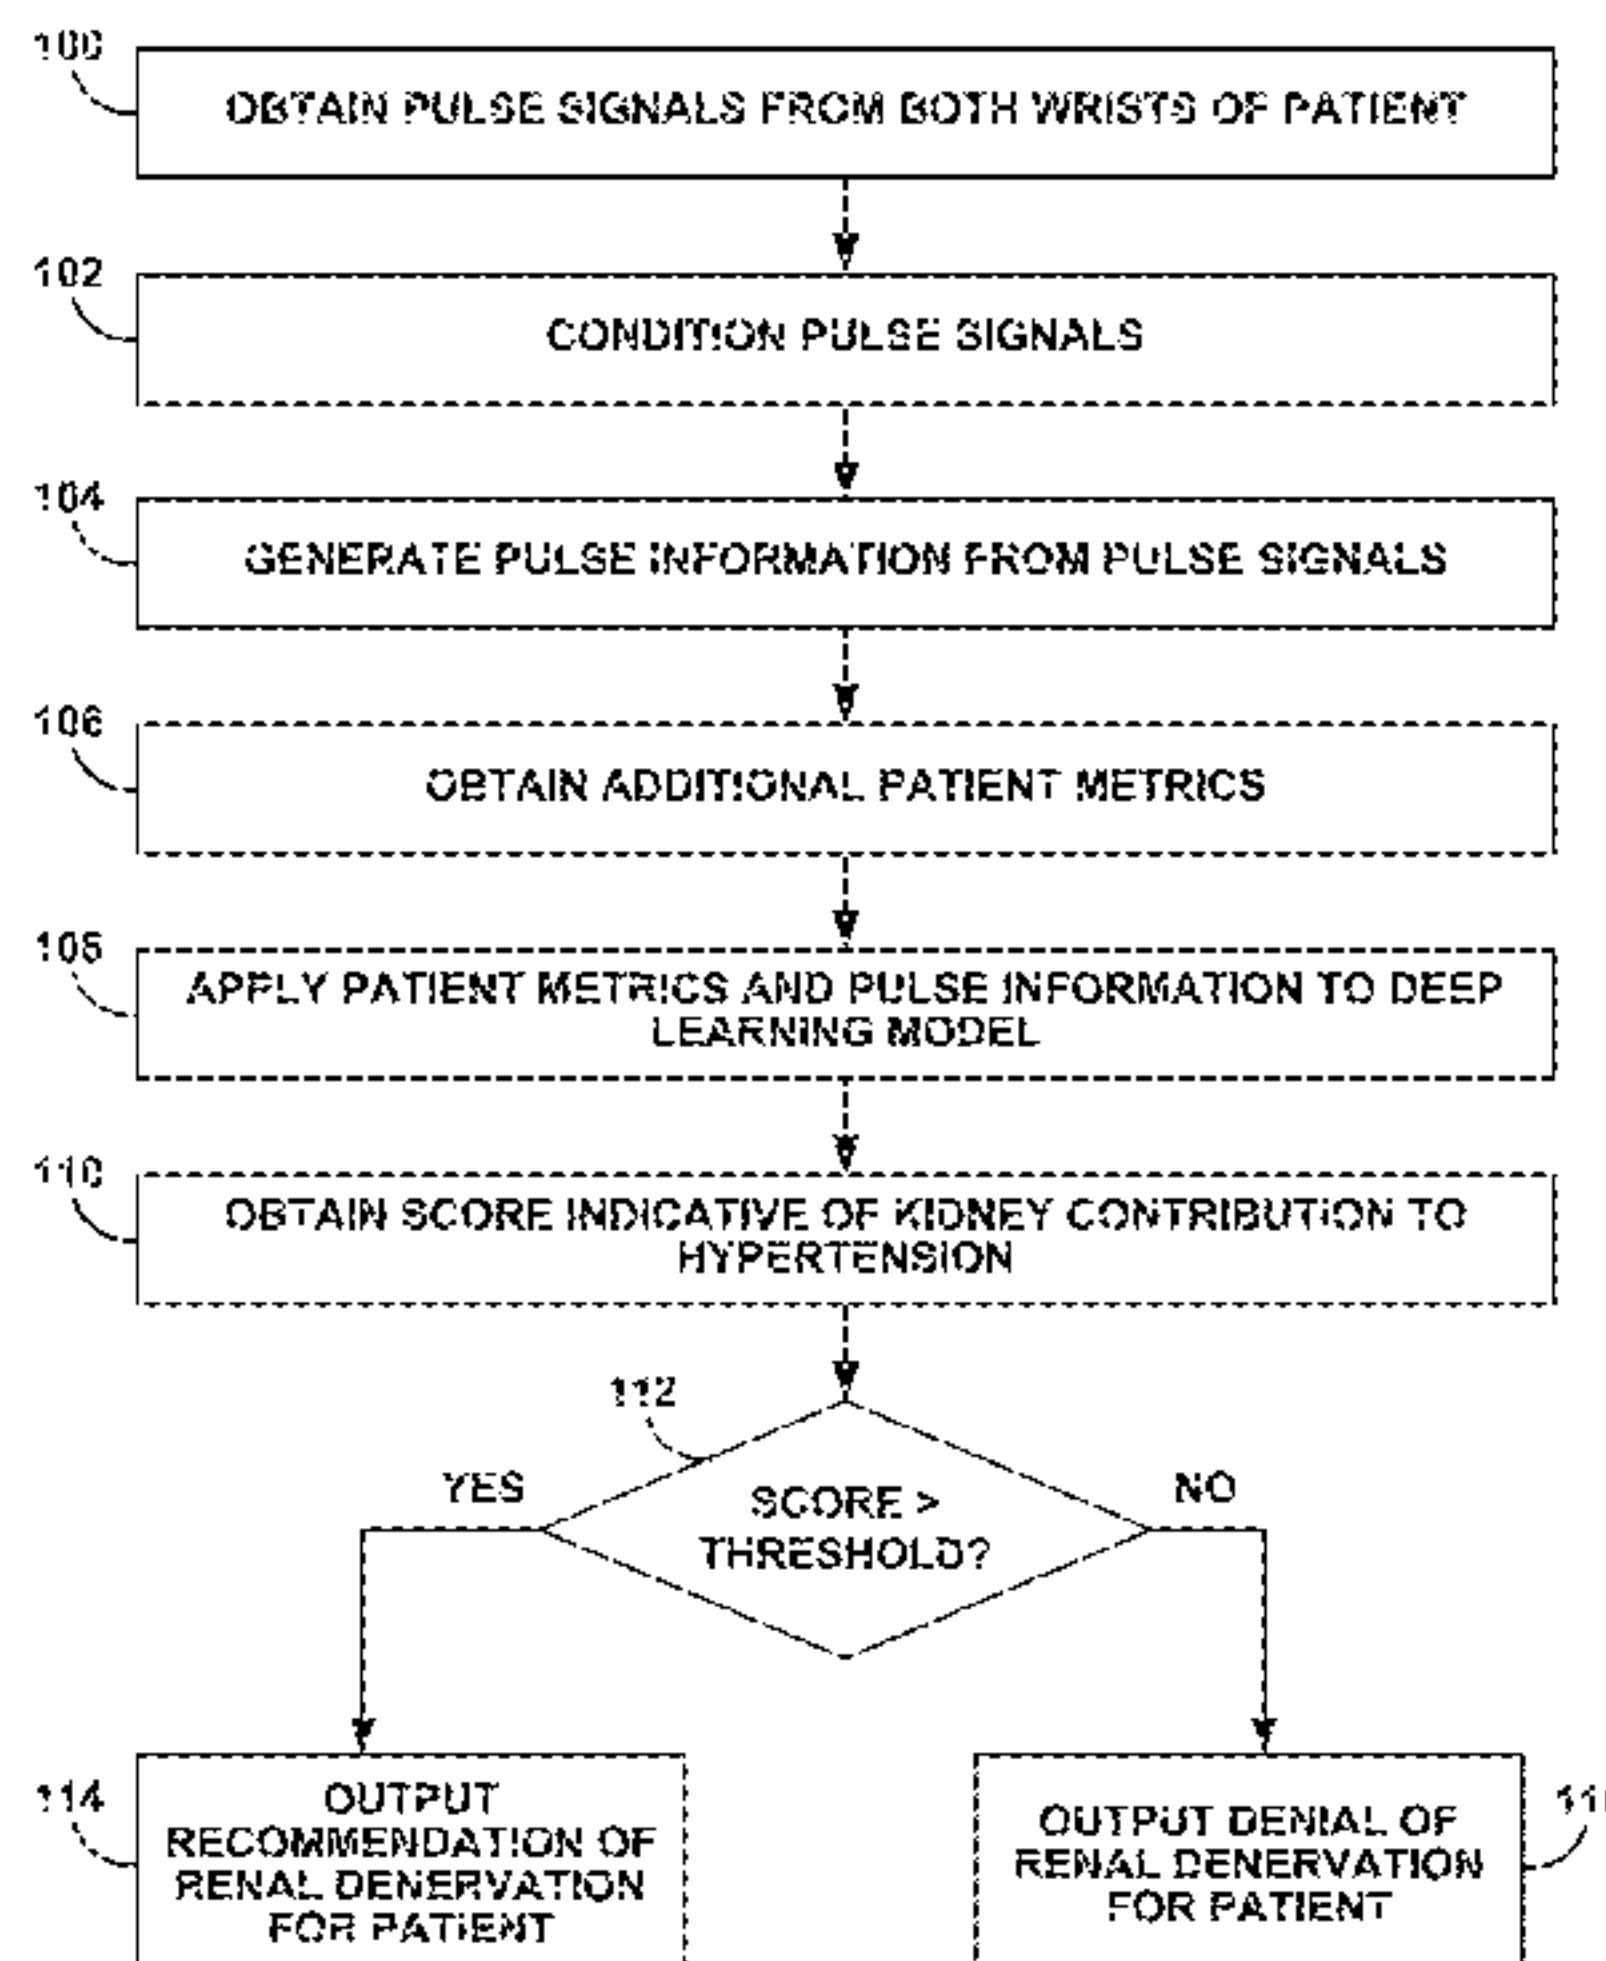 100
OBTAIN PULSE SIGNALS FROM BOTH WRISTS OF PATIENT
102
CONDITION PULSE SIGNALS
104
GENERATE PULSE INFORMATION FROM PULSE SIGNALS
106
OBTAIN ADDITIONAL PATIENT METRICS
108
APPLY PATIENT METRICS AND PULSE INFORMATION TO DEEP
LEARNING MODEL
110
OBTAIN SCORE INDICATIVE OF KIDNEY CONTRIBUTION TO
HYPERTENSION
112
YES
SCORE >
THRESHOLD?
NO
114
OUTPUT
RECOMMENDATION OF
RENAL DENERVATION
FOR PATIENT
OUTPUT DENIAL OF
RENAL DENERVATION
FOR PATIENT